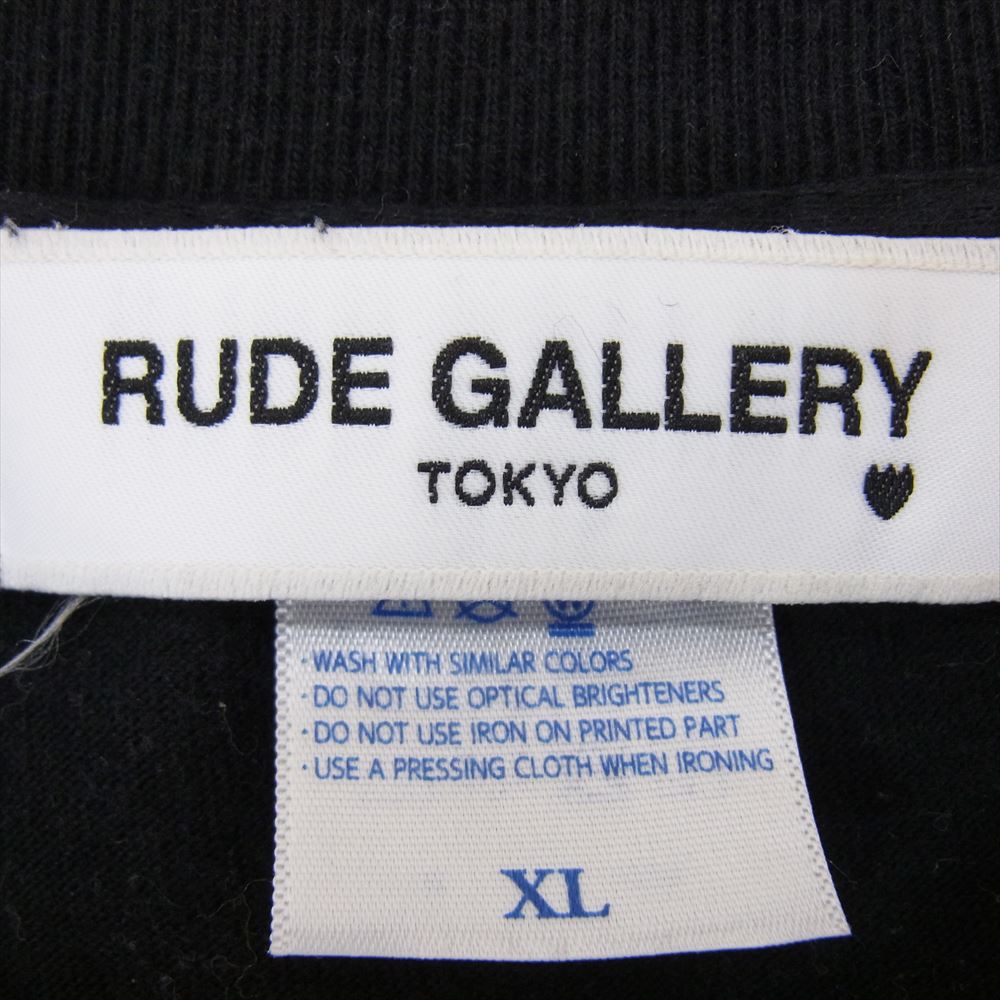 RUDE GALLERY
TOKYO
· WASH WITH SIMILAR COLORS
· DO NOT USE OPTICAL BRIGHTENERS
· DO NOT USE IRON ON PRINTED PART
· USE A PRESSING CLOTH WHEN IRONING
XL